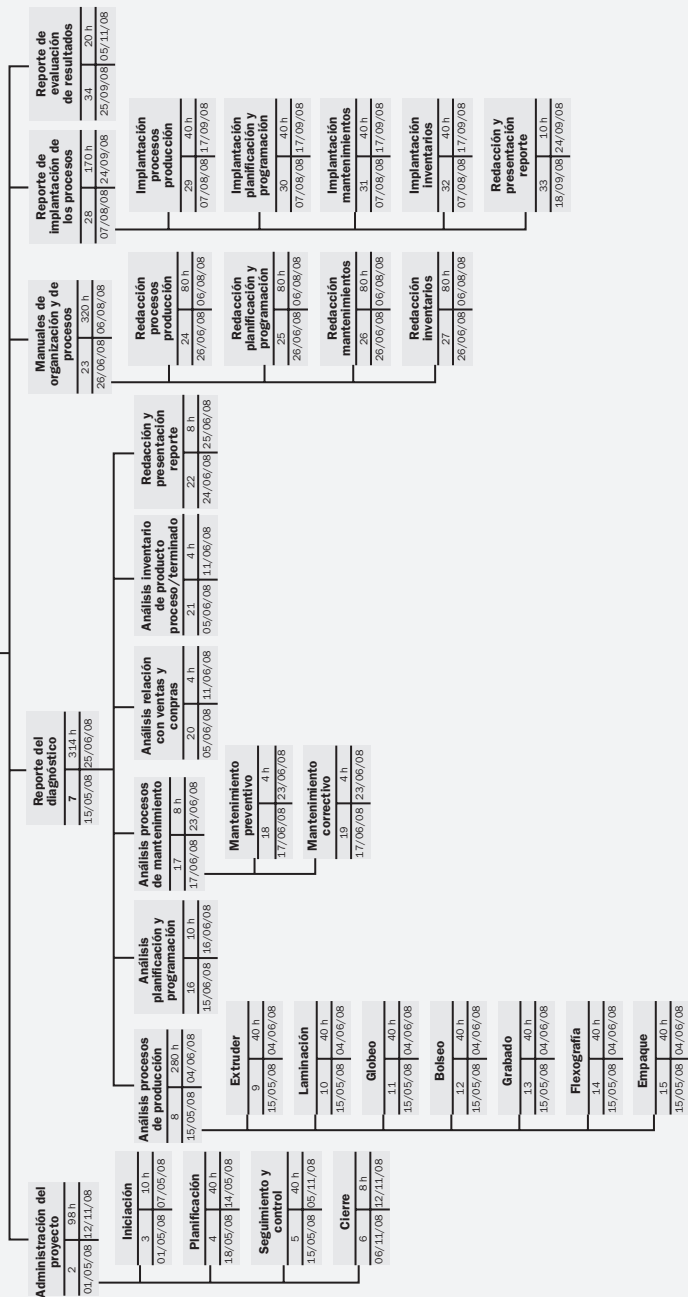 Administración del
proyecto
2 98 h
01/05/08 12/11/08
Iniciación
3 10 h
01/05/08 07/05/08
Planificación
4 40 h
18/05/08 14/05/08
Seguimiento y
control
5 40 h
15/05/08 05/11/08
Cierre
6 8 h
06/11/08 12/11/08
Reporte del
diagnóstico
7 314 h
15/05/08 25/06/08
Análisis procesos
de producción
8 280 h
15/05/08 04/06/08
Extruder
9 40 h
15/05/08 04/06/08
Laminación
10 40 h
15/05/08 04/06/08
Globeo
11 40 h
15/05/08 04/06/08
Bolseo
12 40 h
15/05/08 04/06/08
Grabado
13 40 h
15/05/08 04/06/08
Flexografía
14 40 h
15/05/08 04/06/08
Empaque
15 40 h
15/05/08 04/06/08
Análisis
planificación y
programación
16 10 h
15/06/08 16/06/08
Análisis procesos
de mantenimiento
17 8 h
17/06/08 23/06/08
Mantenimiento
preventivo
18 4 h
17/06/08 23/06/08
Mantenimiento
correctivo
19 4 h
17/06/08 23/06/08
Análisis relación
con ventas y
conpras
20 4 h
05/06/08 11/06/08
Análisis inventario
de producto
proceso/terminado
21 4 h
05/06/08 11/06/08
Redacción y
presentación
reporte
22 8 h
24/06/08 25/06/08
Manuales de
organización y de
procesos
23 320 h
26/06/08 06/08/08
Redacción
procesos
producción
24 80 h
26/06/08 06/08/08
Redacción
planificación y
programación
25 80 h
26/06/08 06/08/08
Redacción
mantenimientos
26 80 h
26/06/08 06/08/08
Redacción
inventarios
27 80 h
26/06/08 06/08/08
Reporte de
implantación de
los procesos
28 170 h
07/08/08 24/09/08
Implantación
procesos
producción
29 40 h
07/08/08 17/09/08
Implantación
planificación y
programación
30 40 h
07/08/08 17/09/08
Implantación
mantenimientos
31 40 h
07/08/08 17/09/08
Implantación
inventarios
32 40 h
07/08/08 17/09/08
Redacción y
presentación
reporte
33 10 h
18/09/08 24/09/08
Reporte de
evaluación
de resultados
34 20 h
25/09/08 05/11/08